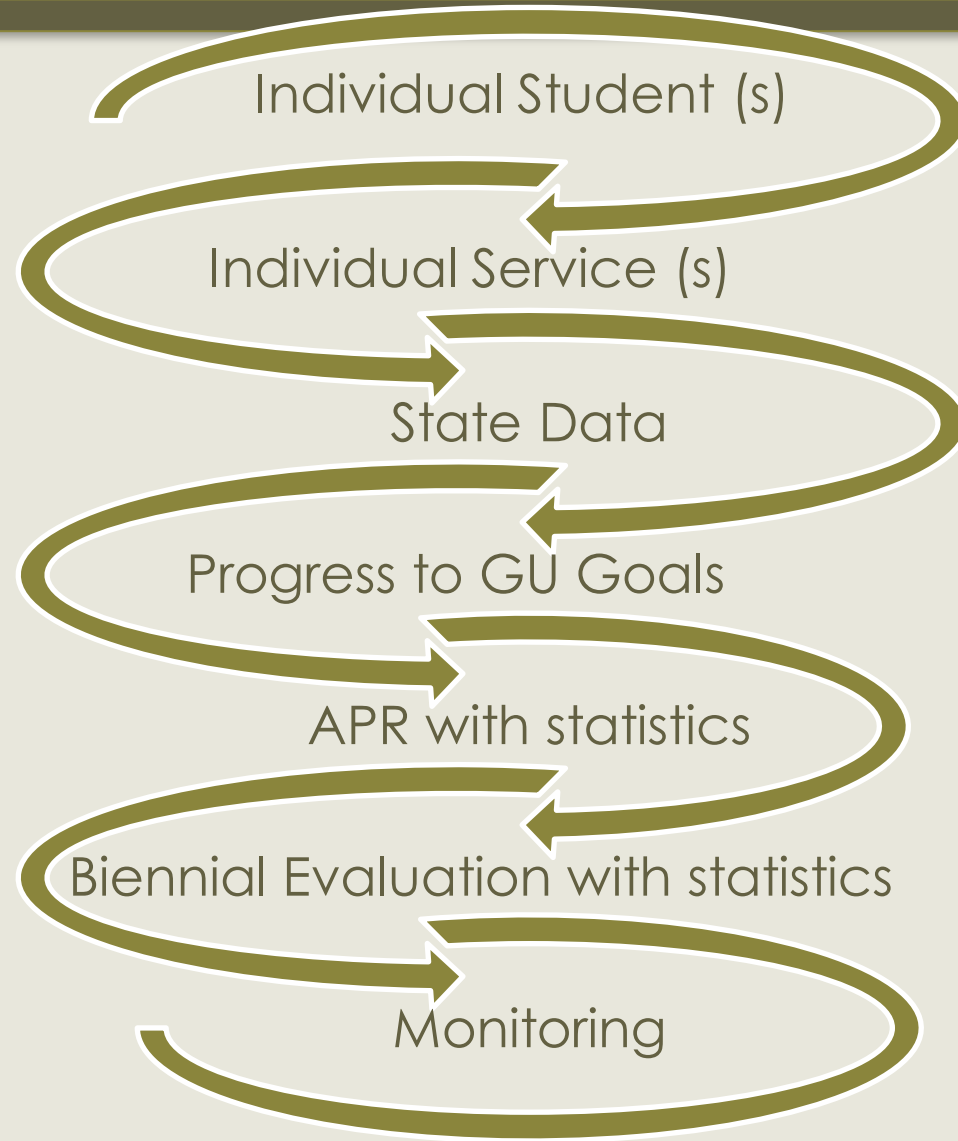 Individual Student (s)
Individual Service (s)
State Data
Progress to GU Goals
APR with statistics
Biennial Evaluation with statistics
Monitoring